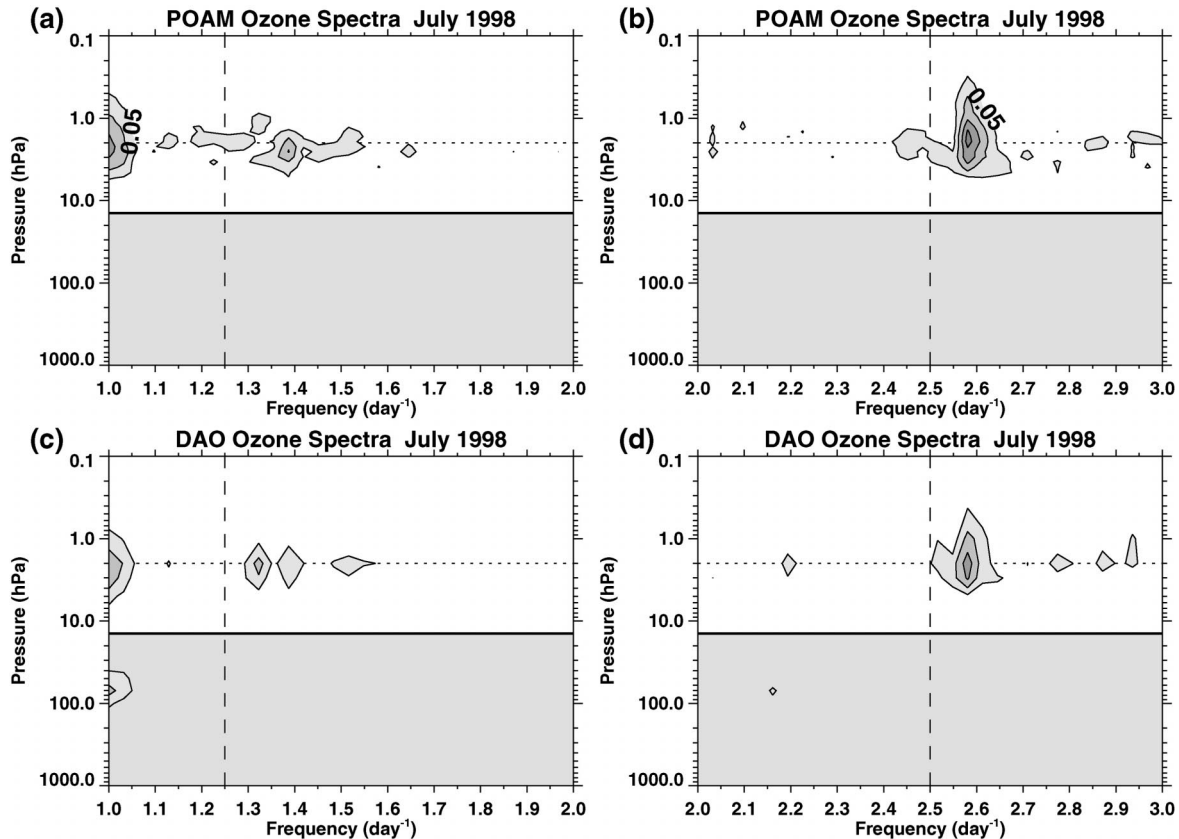 (a) POAM Ozone Spectra July 1998
0.1
1.0
10.0
100.0
1000.0
Pressure (hPa)
0.05
1.0 1.1 1.2 1.3 1.4 1.5 1.6 1.7 1.8 1.9 2.0
Frequency (day⁻¹)
(b) POAM Ozone Spectra July 1998
0.1
1.0
10.0
100.0
1000.0
Pressure (hPa)
0.05
2.0 2.1 2.2 2.3 2.4 2.5 2.6 2.7 2.8 2.9 3.0
Frequency (day⁻¹)
(c) DAO Ozone Spectra July 1998
0.1
1.0
10.0
100.0
1000.0
Pressure (hPa)
1.0 1.1 1.2 1.3 1.4 1.5 1.6 1.7 1.8 1.9 2.0
Frequency (day⁻¹)
(d) DAO Ozone Spectra July 1998
0.1
1.0
10.0
100.0
1000.0
Pressure (hPa)
2.0 2.1 2.2 2.3 2.4 2.5 2.6 2.7 2.8 2.9 3.0
Frequency (day⁻¹)